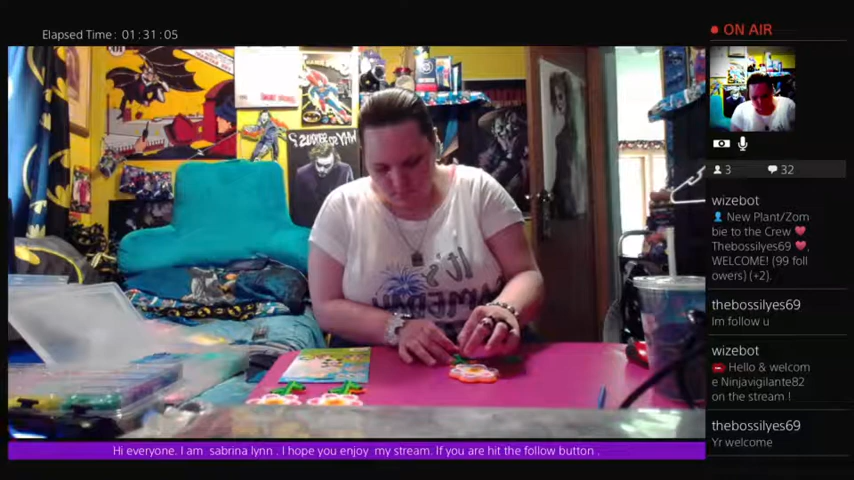 Elapsed Time: 01:31:05
ON AIR
3 32
wizebot
New Plant/Zom
bie to the Crew
Thebossilyes69
, WELCOME! (99 foll
owers) (+2).
thebossilyes69
Im follow u
wizebot
Hello & welcom
e Ninjavigilante82
on the stream !
thebossilyes69
Yr welcome
It's
GAMEDAY
Hi everyone. I am sabrina lynn . I hope you enjoy my stream. If you are hit the follow button .